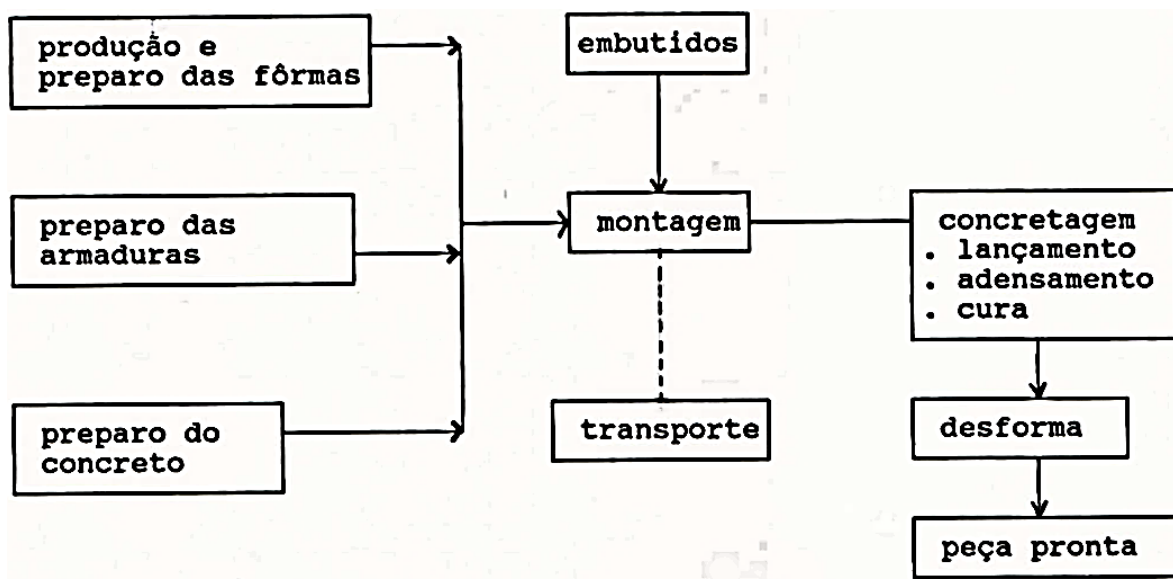 produção e
preparo das fôrmas
embutidos
preparo das
armaduras
montagem
concretagem
. lançamento
. adensamento
. cura
preparo do
concreto
transporte
desforma
peça pronta